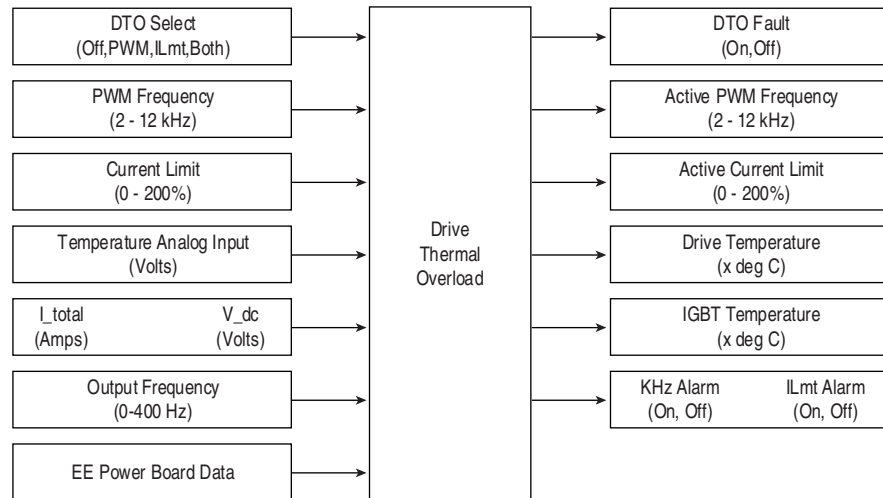 DTO Select
(Off,PWM,ILmt,Both)
PWM Frequency
(2 - 12 kHz)
Current Limit
(0 - 200%)
Temperature Analog Input
(Volts)
I_total V_dc
(Amps) (Volts)
Output Frequency
(0-400 Hz)
EE Power Board Data
Drive
Thermal
Overload
DTO Fault
(On,Off)
Active PWM Frequency
(2 - 12 kHz)
Active Current Limit
(0 - 200%)
Drive Temperature
(x deg C)
IGBT Temperature
(x deg C)
KHz Alarm ILmt Alarm
(On, Off) (On, Off)